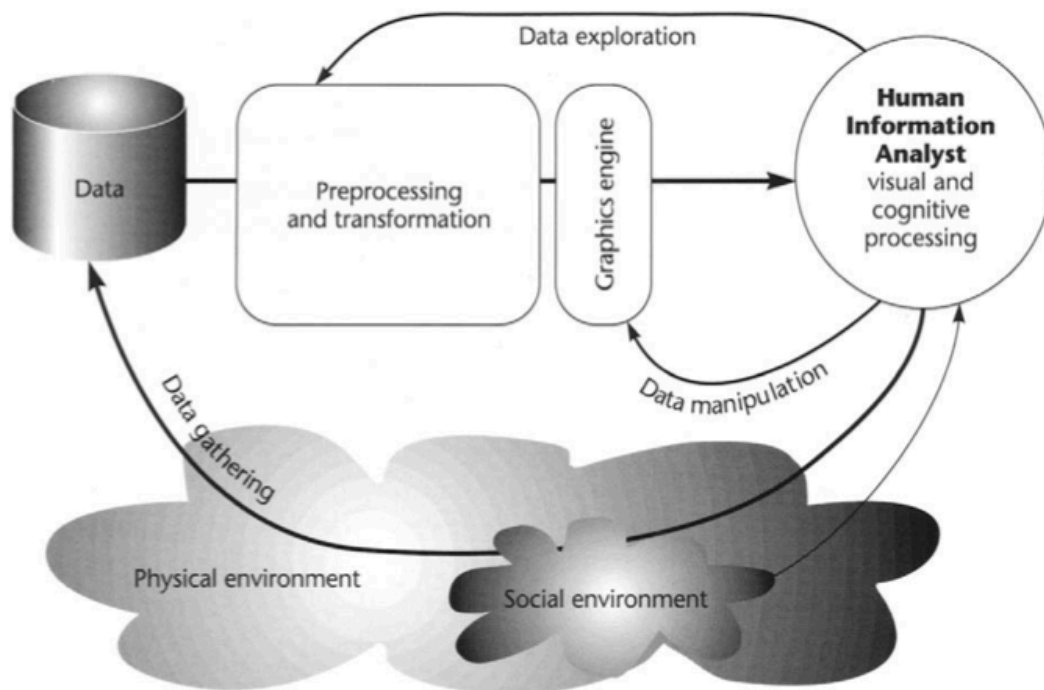 Data exploration
Human
Information
Analyst
visual and
cognitive
processing
Data
Preprocessing
and transformation
Graphics engine
Data manipulation
Data gathering
Physical environment
Social environment